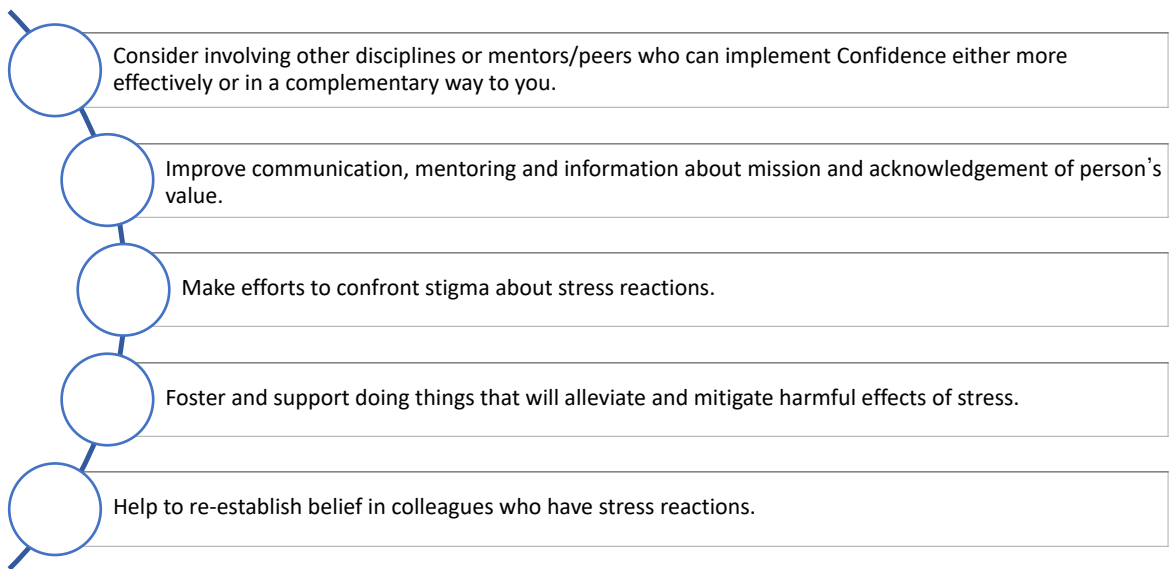 Consider involving other disciplines or mentors/peers who can implement Confidence either more
effectively or in a complementary way to you.
Improve communication, mentoring and information about mission and acknowledgement of person’s
value.
Make efforts to confront stigma about stress reactions.
Foster and support doing things that will alleviate and mitigate harmful effects of stress.
Help to re-establish belief in colleagues who have stress reactions.